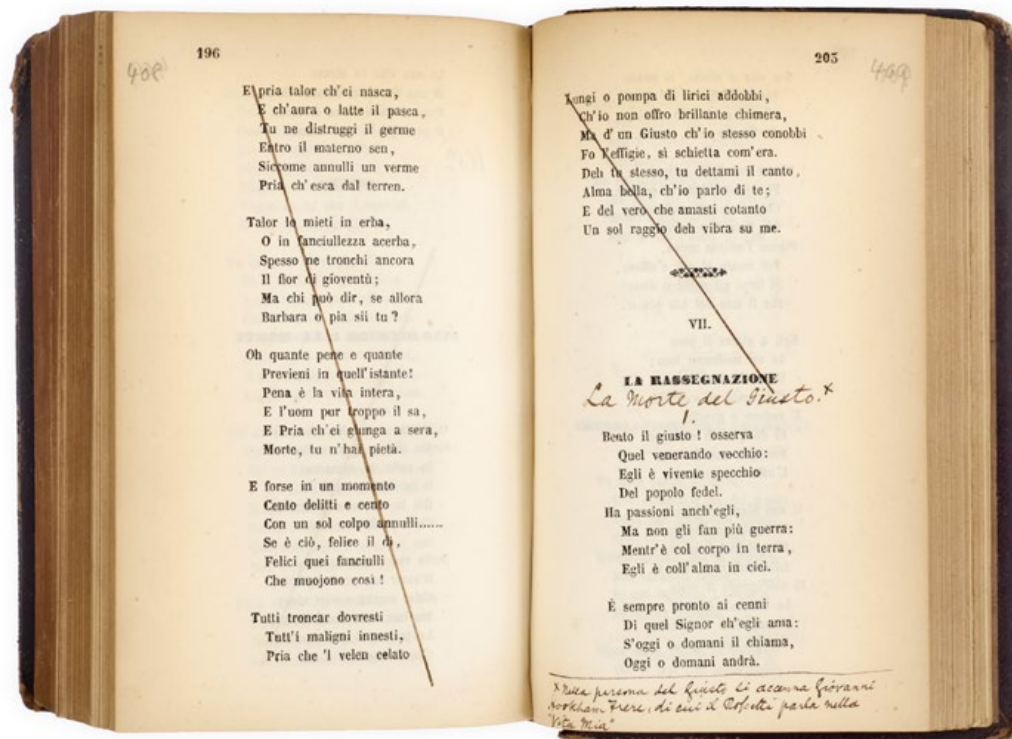 196
408
E pria talor ch'ei nasca,
E ch'aura o latte il pasca,
Tu ne distruggi il germe
Entro il materno sen,
Siccome annulli un verme
Pria ch'esca dal terren.
Talor lo mieti in erba,
O in fanciullezza acerba,
Spesso ne tronchi ancora
Il fior di gioventù;
Ma chi può dir, se allora
Barbara o pia sii tu?
Oh quante pene e quante
Previeni in quell'istante!
Pena è la vita intera,
E l'uom pur troppo il sa,
E Pria ch'ei giunga a sera,
Morte, tu n'hai pietà.
E forse in un momento
Cento delitti e cento
Con un sol colpo annulli......
Se è ciò, felice il dì,
Felici quei fanciulli
Che muojono così!
Tutti troncar dovresti
Tutt'i maligni innesti,
Pria che 'l velen celato
205
Lungi o pompa di lirici addobbi,
Ch'io non offro brillante chimera,
Ma d'un Giusto ch'io stesso conobbi
Fo l'effigie, sì schietta com'era.
Deh tu stesso, tu dettami il canto,
Alma bella, ch'io parlo di te;
E del vero che amasti cotanto
Un sol raggio deh vibra su me.
VII.
LA RASSEGNAZIONE
La Morte del Giusto.x
1.
Beato il giusto! osserva
Quel venerando vecchio:
Egli è vivente specchio
Del popolo fedel.
Ha passioni anch'egli,
Ma non gli fan più guerra:
Mentr'è col corpo in terra,
Egli è coll'alma in ciel.
È sempre pronto ai cenni
Di quel Signor ch'egli ama:
S'oggi o domani il chiama,
Oggi o domani andrà.
x Nella persona del Giusto si accenna Giovanni
Hookham Frere, di cui il Rossetti parla nella
"Vita Mia"